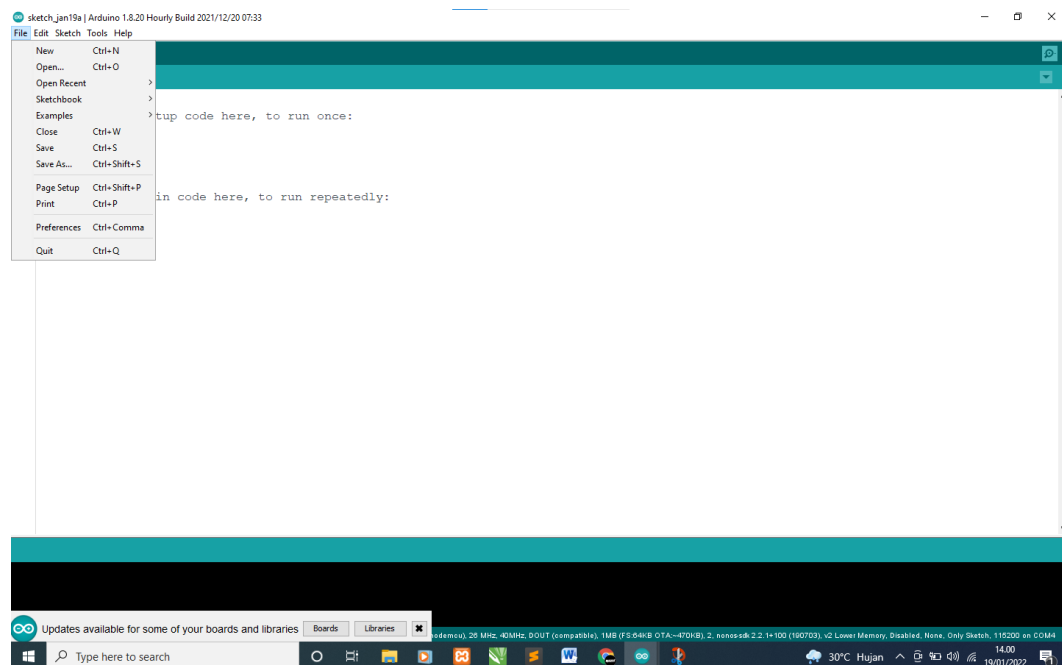 sketch_jan19a | Arduino 1.8.20 Hourly Build 2021/12/20 07:33
File Edit Sketch Tools Help
New Ctrl+N
Open... Ctrl+O
Open Recent
Sketchbook
Examples
Close Ctrl+W
Save Ctrl+S
Save As... Ctrl+Shift+S
Page Setup Ctrl+Shift+P
Print Ctrl+P
Preferences Ctrl+Comma
Quit Ctrl+Q
tup code here, to run once:
in code here, to run repeatedly:
Updates available for some of your boards and libraries Boards Libraries
odemcu), 26 MHz, 40MHz, DOUT (compatible), 1MB (FS:64KB OTA:~470KB), 2, nonos-sdk 2.2.1+100 (190703), v2 Lower Memory, Disabled, None, Only Sketch, 115200 on COM4
Type here to search
30°C Hujan
14.00
19/01/2022